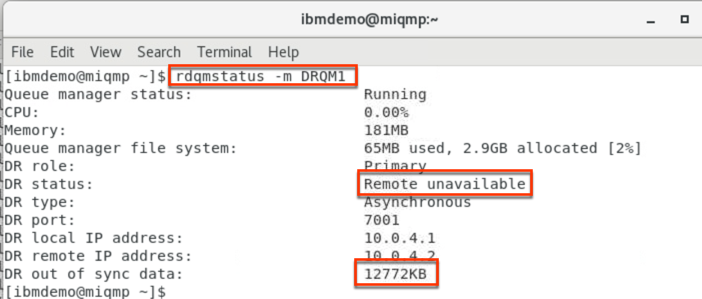 ibmdemo@miqmp:~
File Edit View Search Terminal Help
[ibmdemo@miqmp ~]$ rdqmstatus -m DRQM1
Queue manager status: Running
CPU: 0.00%
Memory: 181MB
Queue manager file system: 65MB used, 2.9GB allocated [2%]
DR role: Primary
DR status: Remote unavailable
DR type: Asynchronous
DR port: 7001
DR local IP address: 10.0.4.1
DR remote IP address: 10.0.4.2
DR out of sync data: 12772KB
[ibmdemo@miqmp ~]$